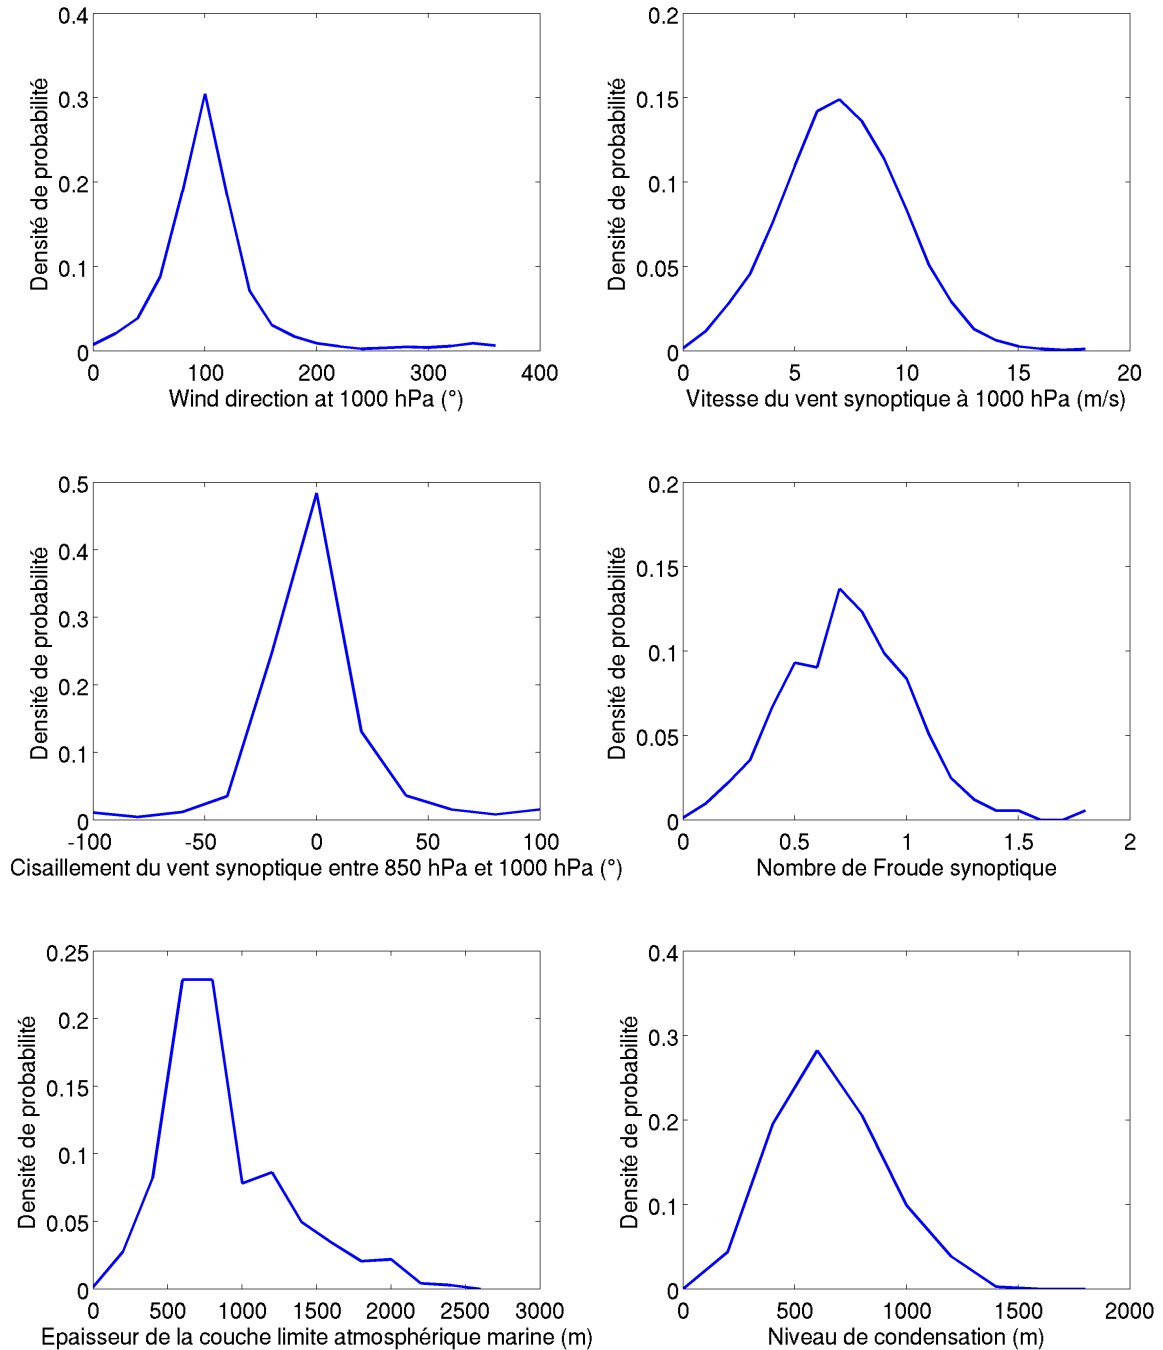 0.4
0.3
0.2
0.1
0
Densité de probabilité
0 100 200 300 400
Wind direction at 1000 hPa (°)
0.2
0.15
0.1
0.05
0
Densité de probabilité
0 5 10 15 20
Vitesse du vent synoptique à 1000 hPa (m/s)
0.5
0.4
0.3
0.2
0.1
0
Densité de probabilité
-100 -50 0 50 100
Cisaillement du vent synoptique entre 850 hPa et 1000 hPa (°)
0.2
0.15
0.1
0.05
0
Densité de probabilité
0 0.5 1 1.5 2
Nombre de Froude synoptique
0.25
0.2
0.15
0.1
0.05
0
Densité de probabilité
0 500 1000 1500 2000 2500 3000
Epaisseur de la couche limite atmosphérique marine (m)
0.4
0.3
0.2
0.1
0
Densité de probabilité
0 500 1000 1500 2000
Niveau de condensation (m)